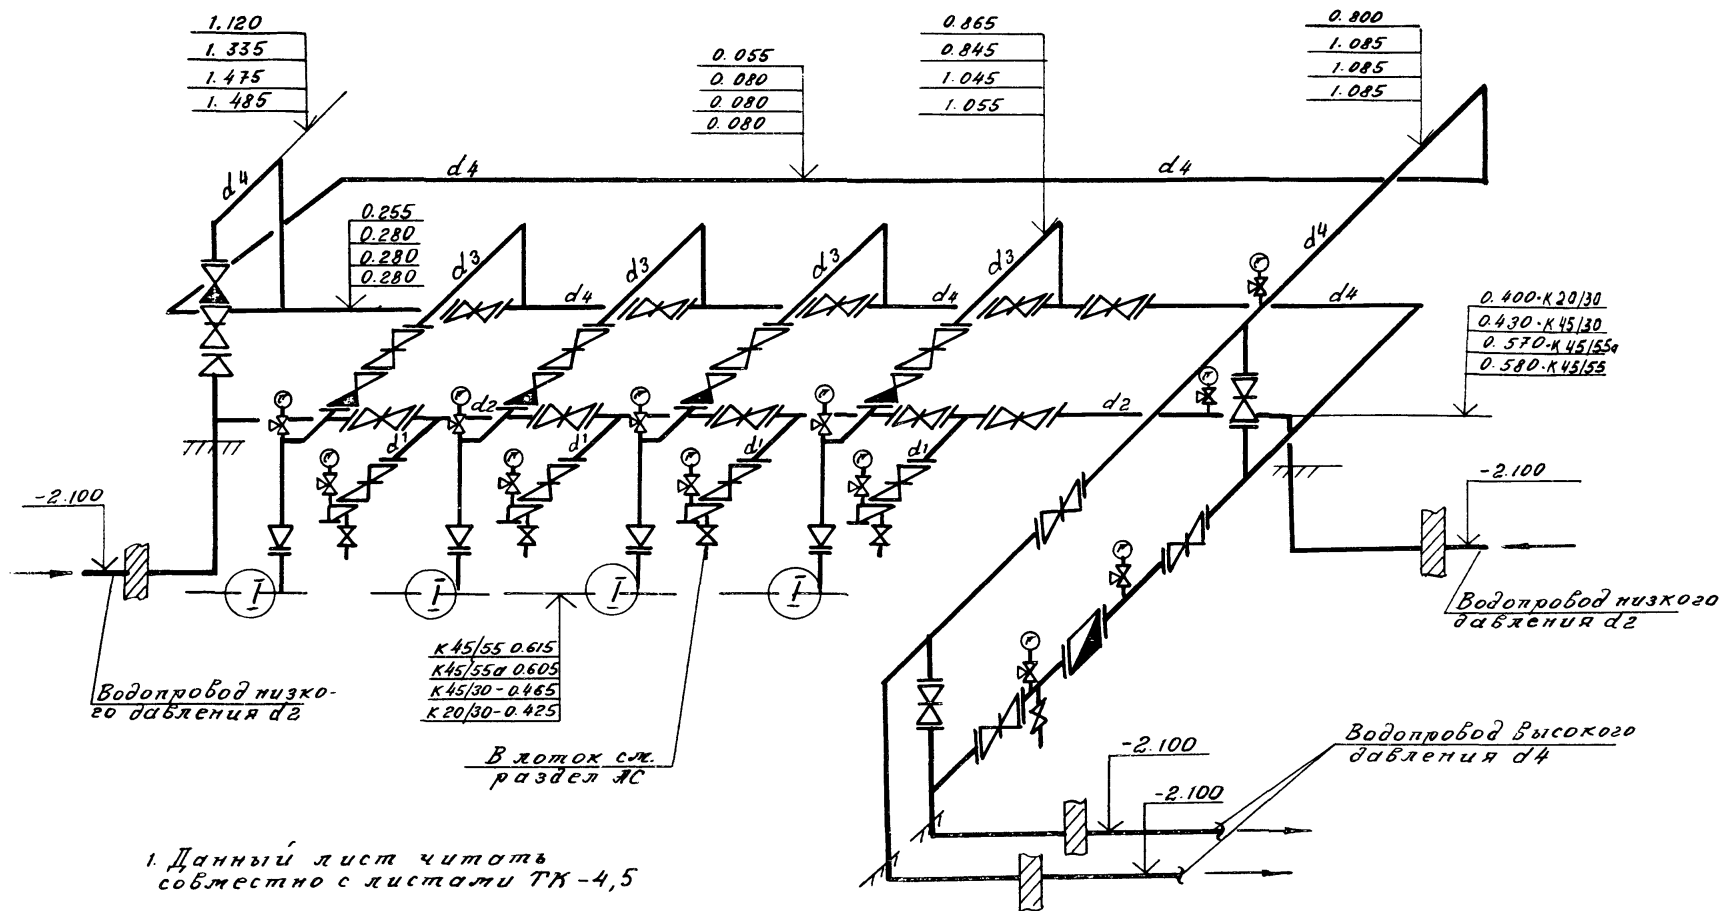 1.120
1.335
1.475
1.485
0.055
0.080
0.080
0.080
0.865
0.845
1.045
1.055
0.800
1.085
1.085
1.085
d4
d4
d4
d4
0.255
0.280
0.280
0.280
d3
d3
d3
d3
d4
d4
d4
0.400-К20/30
0.430-К45/30
0.570-К45/55а
0.580-К45/55
d2
d2
d1
d1
d1
d1
-2.100
-2.100
I
I
I
I
К45/55 0.615
К45/55а 0.605
К45/30-0.465
К20/30-0.425
Водопровод низко-
го давления d2
Водопровод низкого
давления d2
В лоток см.
раздел АС
Водопровод высокого
давления d4
-2.100
-2.100
1. Данный лист читать
совместно с листами ТК-4,5